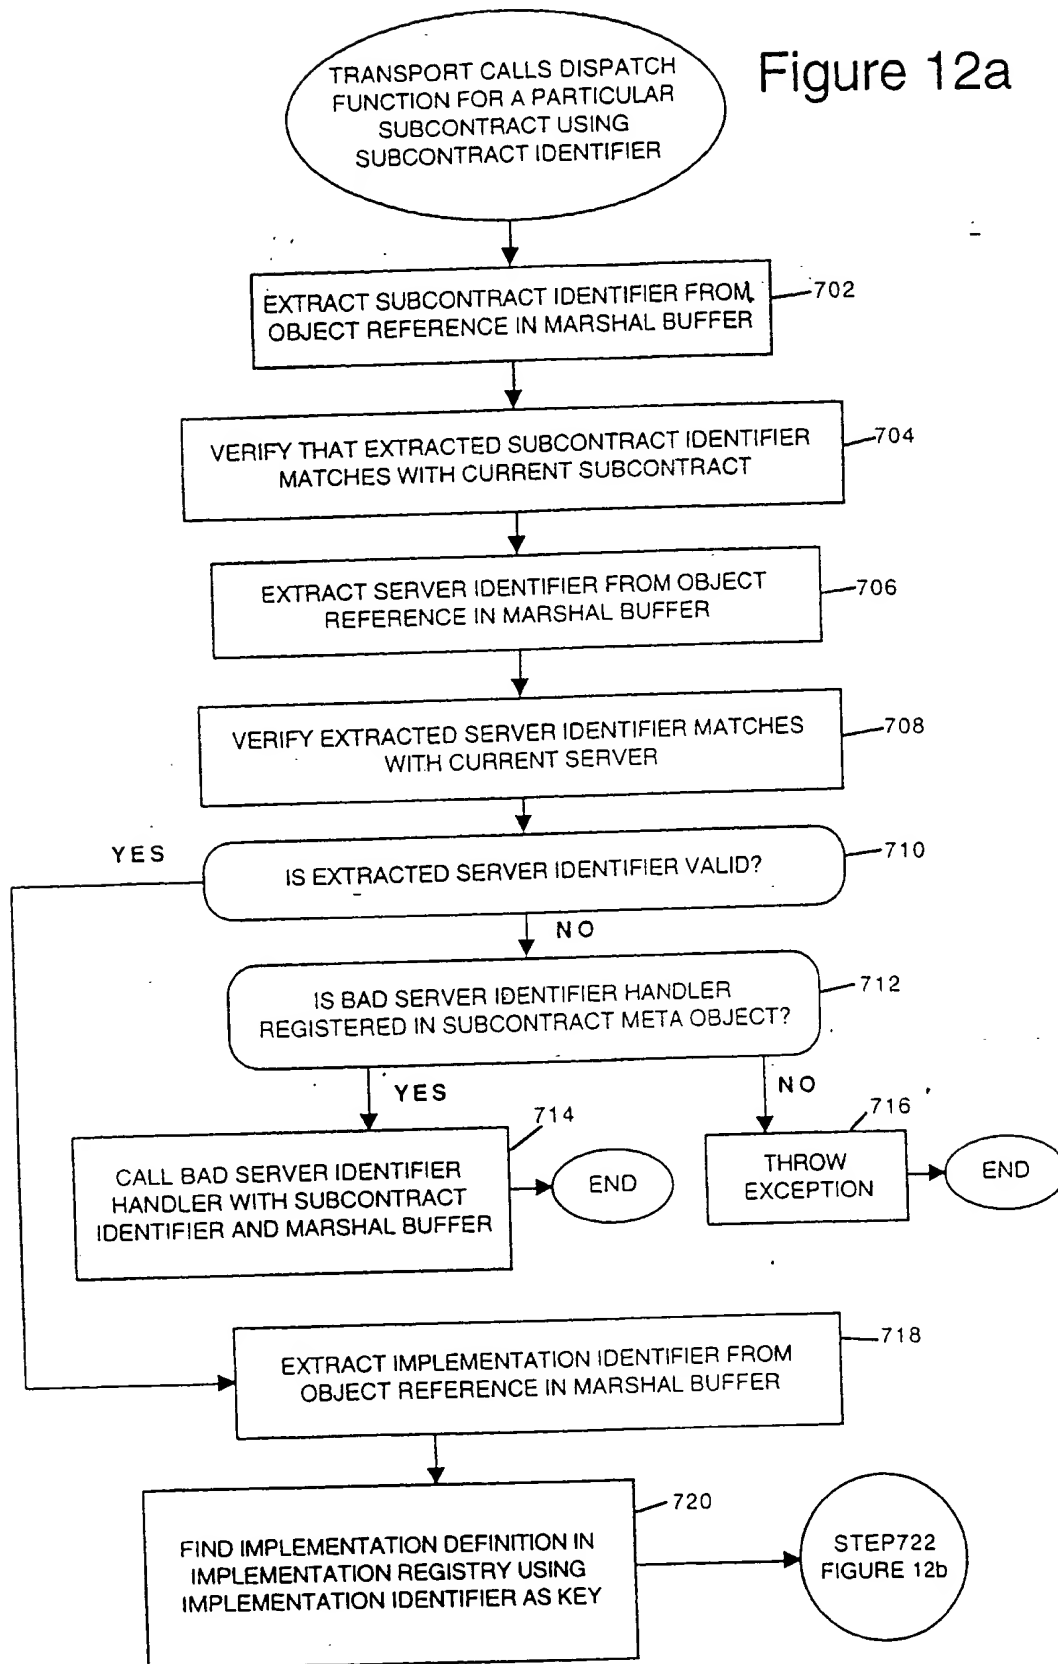 Figure 12a
TRANSPORT CALLS DISPATCH
FUNCTION FOR A PARTICULAR
SUBCONTRACT USING
SUBCONTRACT IDENTIFIER
EXTRACT SUBCONTRACT IDENTIFIER FROM
OBJECT REFERENCE IN MARSHAL BUFFER
702
VERIFY THAT EXTRACTED SUBCONTRACT IDENTIFIER
MATCHES WITH CURRENT SUBCONTRACT
704
EXTRACT SERVER IDENTIFIER FROM OBJECT
REFERENCE IN MARSHAL BUFFER
706
VERIFY EXTRACTED SERVER IDENTIFIER MATCHES
WITH CURRENT SERVER
708
YES
IS EXTRACTED SERVER IDENTIFIER VALID?
710
NO
IS BAD SERVER IDENTIFIER HANDLER
REGISTERED IN SUBCONTRACT META OBJECT?
712
YES
NO
714
CALL BAD SERVER IDENTIFIER
HANDLER WITH SUBCONTRACT
IDENTIFIER AND MARSHAL BUFFER
END
716
THROW
EXCEPTION
END
EXTRACT IMPLEMENTATION IDENTIFIER FROM
OBJECT REFERENCE IN MARSHAL BUFFER
718
FIND IMPLEMENTATION DEFINITION IN
IMPLEMENTATION REGISTRY USING
IMPLEMENTATION IDENTIFIER AS KEY
720
STEP722
FIGURE 12b